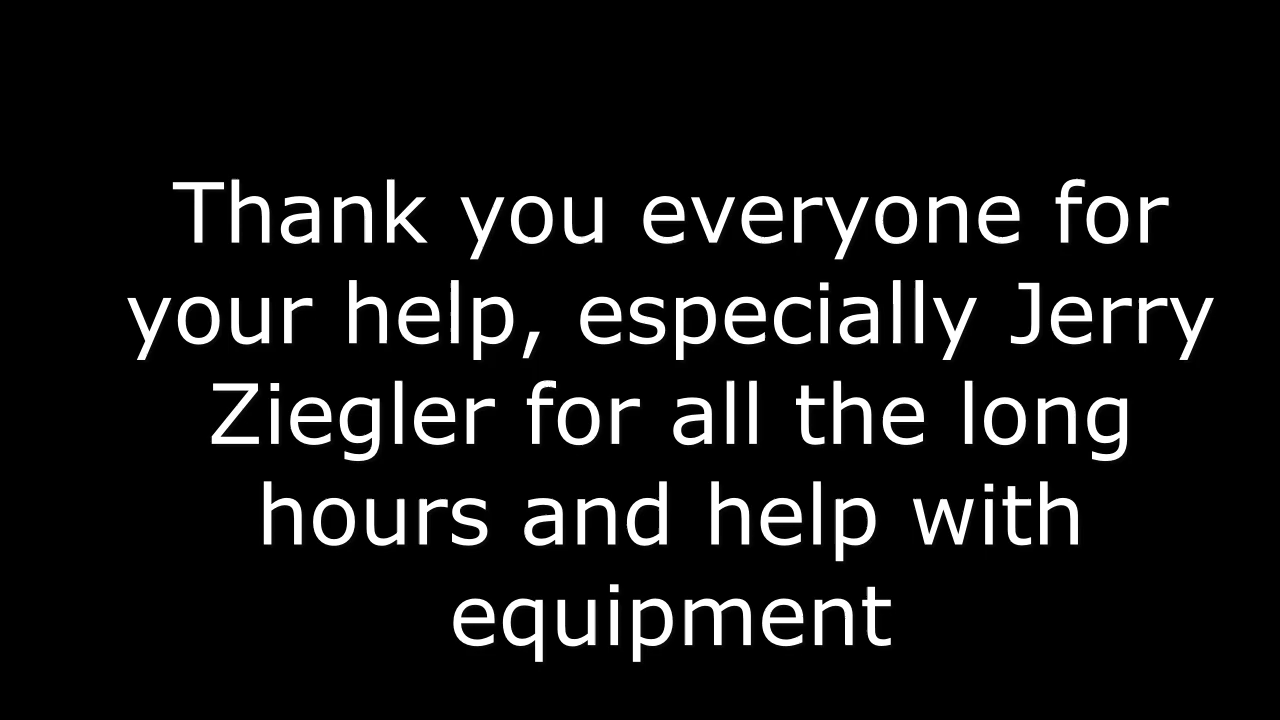 Thank you everyone for
your help, especially Jerry
Ziegler for all the long
hours and help with
equipment